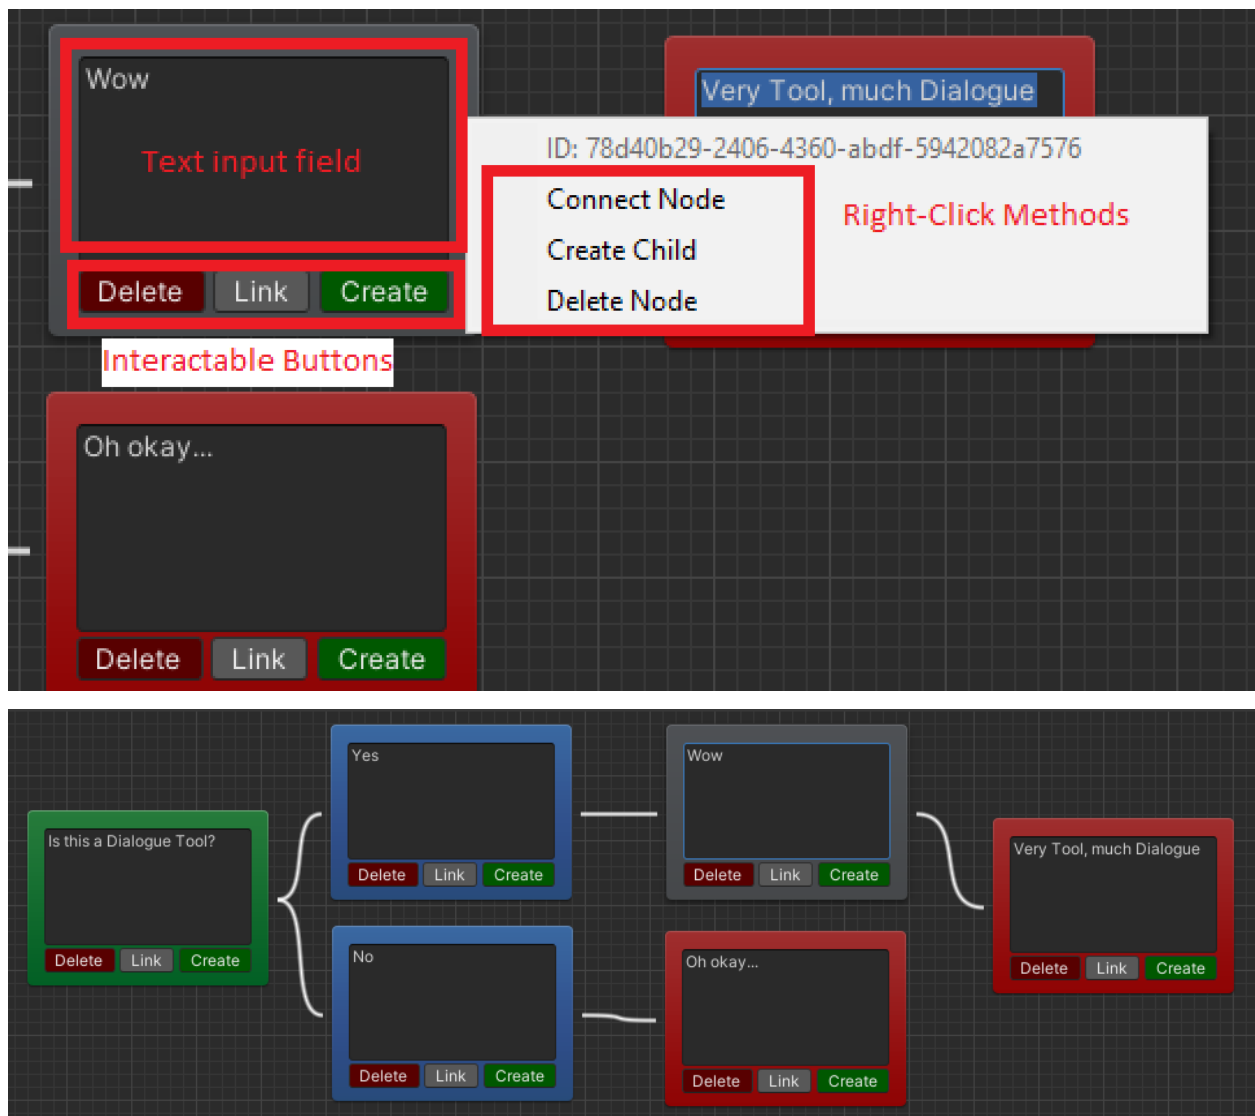 Wow
Text input field
Delete Link Create
Interactable Buttons
Very Tool, much Dialogue
ID: 78d40b29-2406-4360-abdf-5942082a7576
Connect Node
Create Child
Delete Node
Right-Click Methods
Oh okay...
Delete Link Create
Is this a Dialogue Tool?
Delete Link Create
Yes
Delete Link Create
No
Delete Link Create
Wow
Delete Link Create
Oh okay...
Delete Link Create
Very Tool, much Dialogue
Delete Link Create